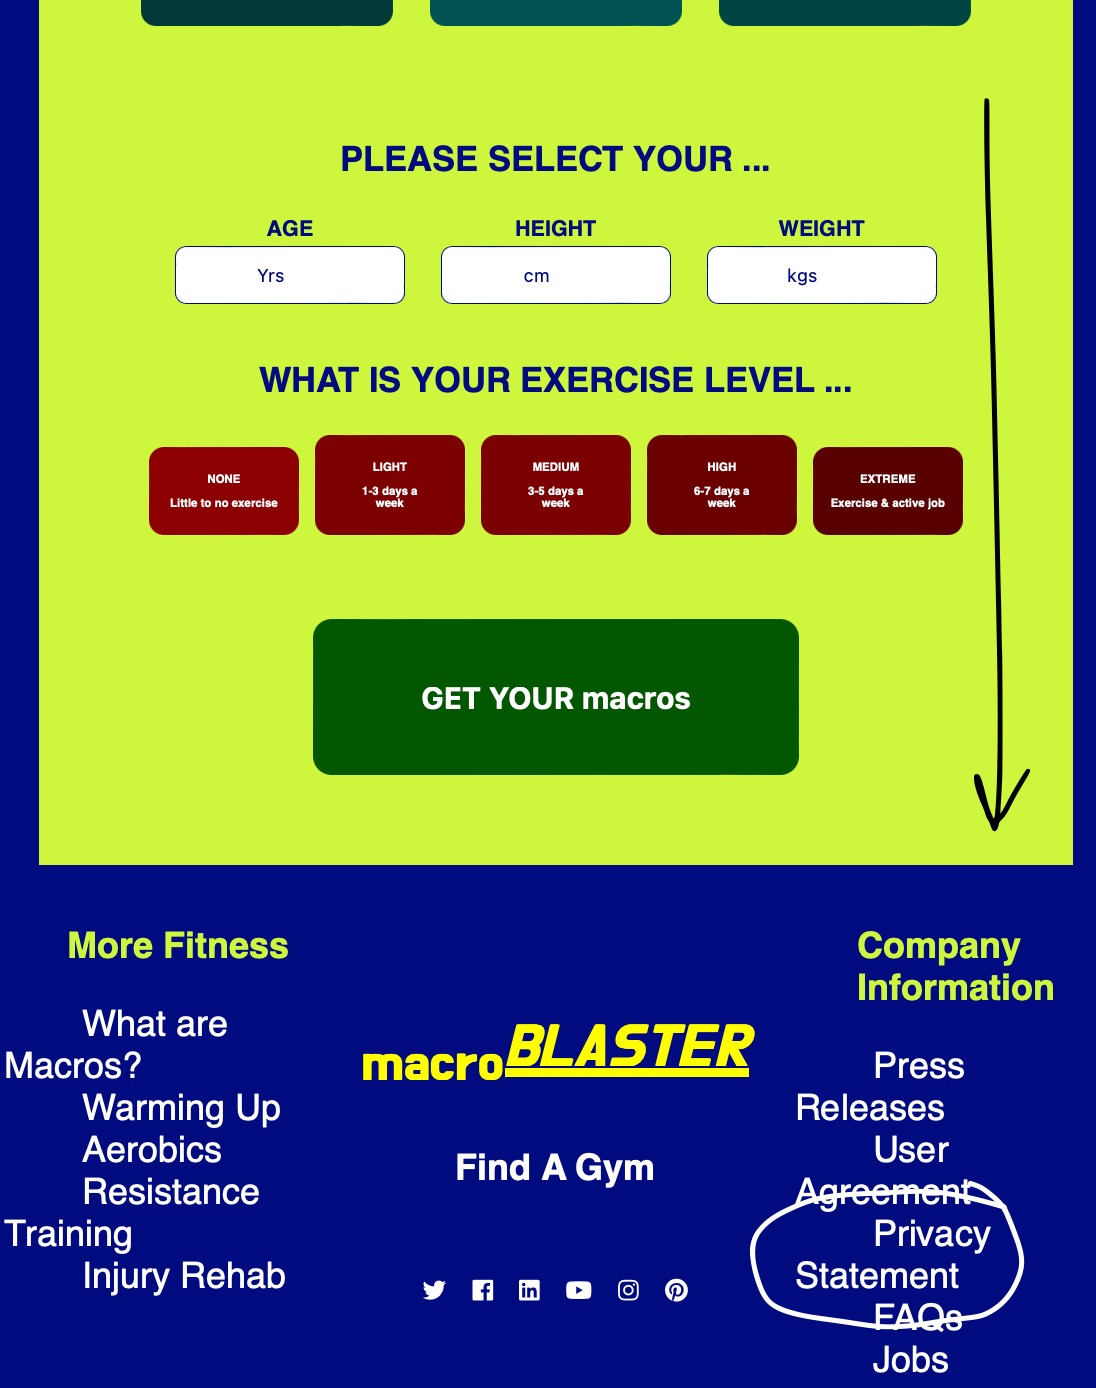 PLEASE SELECT YOUR ...
AGE
HEIGHT
WEIGHT
Yrs
cm
kgs
WHAT IS YOUR EXERCISE LEVEL ...
NONE
Little to no exercise
LIGHT
1-3 days a
week
MEDIUM
3-5 days a
week
HIGH
6-7 days a
week
EXTREME
Exercise & active job
GET YOUR macros
More Fitness
What are
Macros?
Warming Up
Aerobics
Resistance
Training
Injury Rehab
macroBLASTER
Find A Gym
Company
Information
Press
Releases
User
Agreement
Privacy
Statement
FAQs
Jobs